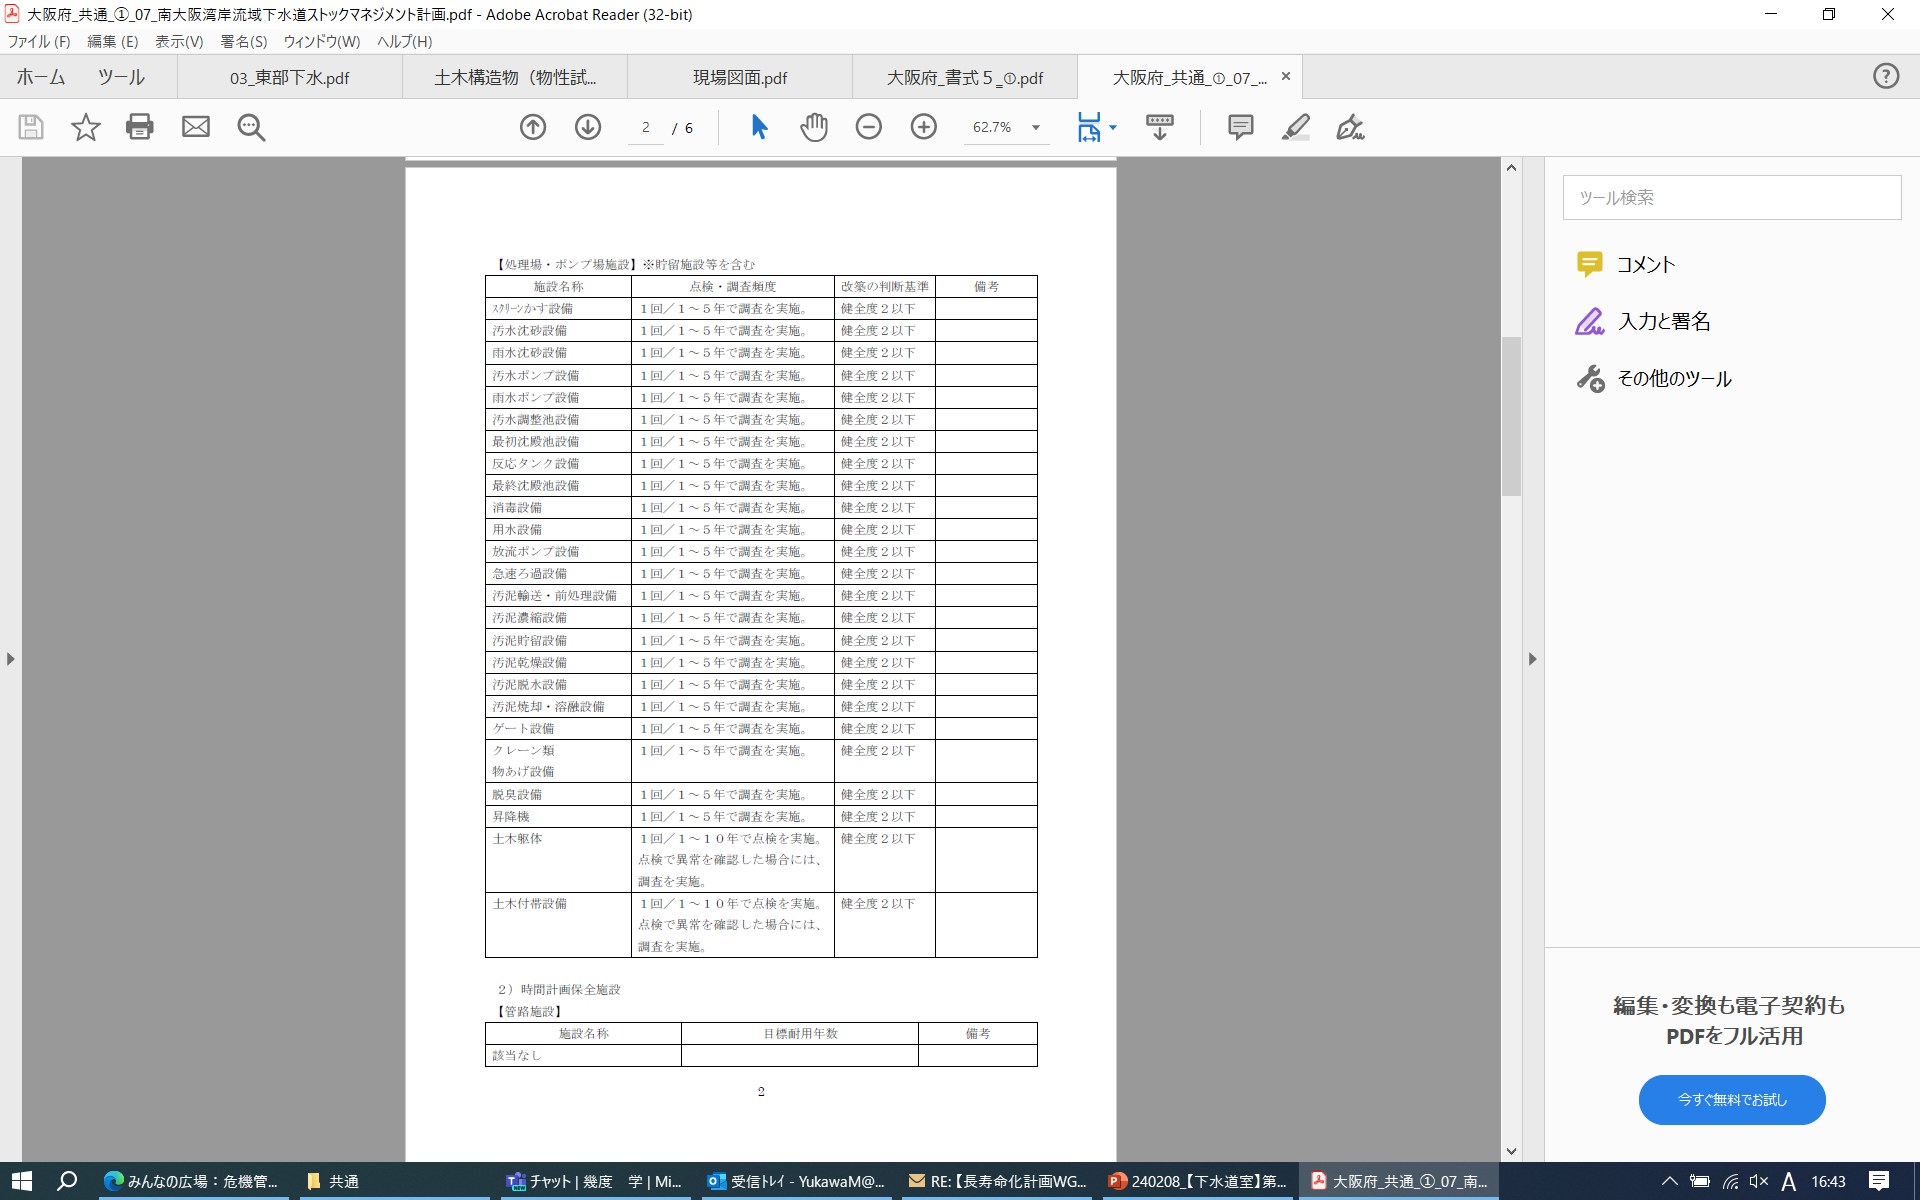 大阪府_共通_①_07_南大阪湾岸流域下水道ストックマネジメント計画.pdf - Adobe Acrobat Reader (32-bit)
ファイル(F) 編集(E) 表示(V) 署名(S) ウィンドウ(W) ヘルプ(H)
ホーム ツール 03_東部下水.pdf 土木構造物（物性試... 現場図面.pdf 大阪府_書式５_①.pdf 大阪府_共通_①_07_... ×
2 / 6 62.7%
【処理場・ポンプ場施設】※貯留施設等を含む
施設名称 点検・調査頻度 改築の判断基準 備考
ｽｸﾘｰﾝかす設備 １回／１～５年で調査を実施。 健全度２以下
汚水沈砂設備 １回／１～５年で調査を実施。 健全度２以下
雨水沈砂設備 １回／１～５年で調査を実施。 健全度２以下
汚水ポンプ設備 １回／１～５年で調査を実施。 健全度２以下
雨水ポンプ設備 １回／１～５年で調査を実施。 健全度２以下
汚水調整池設備 １回／１～５年で調査を実施。 健全度２以下
最初沈殿池設備 １回／１～５年で調査を実施。 健全度２以下
反応タンク設備 １回／１～５年で調査を実施。 健全度２以下
最終沈殿池設備 １回／１～５年で調査を実施。 健全度２以下
消毒設備 １回／１～５年で調査を実施。 健全度２以下
用水設備 １回／１～５年で調査を実施。 健全度２以下
放流ポンプ設備 １回／１～５年で調査を実施。 健全度２以下
急速ろ過設備 １回／１～５年で調査を実施。 健全度２以下
汚泥輸送・前処理設備 １回／１～５年で調査を実施。 健全度２以下
汚泥濃縮設備 １回／１～５年で調査を実施。 健全度２以下
汚泥貯留設備 １回／１～５年で調査を実施。 健全度２以下
汚泥乾燥設備 １回／１～５年で調査を実施。 健全度２以下
汚泥脱水設備 １回／１～５年で調査を実施。 健全度２以下
汚泥焼却・溶融設備 １回／１～５年で調査を実施。 健全度２以下
ゲート設備 １回／１～５年で調査を実施。 健全度２以下
クレーン類 １回／１～５年で調査を実施。 健全度２以下
物あげ設備
脱臭設備 １回／１～５年で調査を実施。 健全度２以下
昇降機 １回／１～５年で調査を実施。 健全度２以下
土木躯体 １回／１～１０年で点検を実施。 健全度２以下
点検で異常を確認した場合には、
調査を実施。
土木付帯設備 １回／１～１０年で点検を実施。 健全度２以下
点検で異常を確認した場合には、
調査を実施。
２）時間計画保全施設
【管路施設】
施設名称 目標耐用年数 備考
該当なし
2
ツール検索
コメント
入力と署名
その他のツール
編集・変換も電子契約も
PDFをフル活用
今すぐ無料でお試し
みんなの広場：危機管... 共通 チャット | 幾度 学 | Mi... 受信ﾄﾚｲ - YukawaM@... RE:【長寿命化計画WG... 240208_【下水道室】第... 大阪府_共通_①_07_南... A 16:43